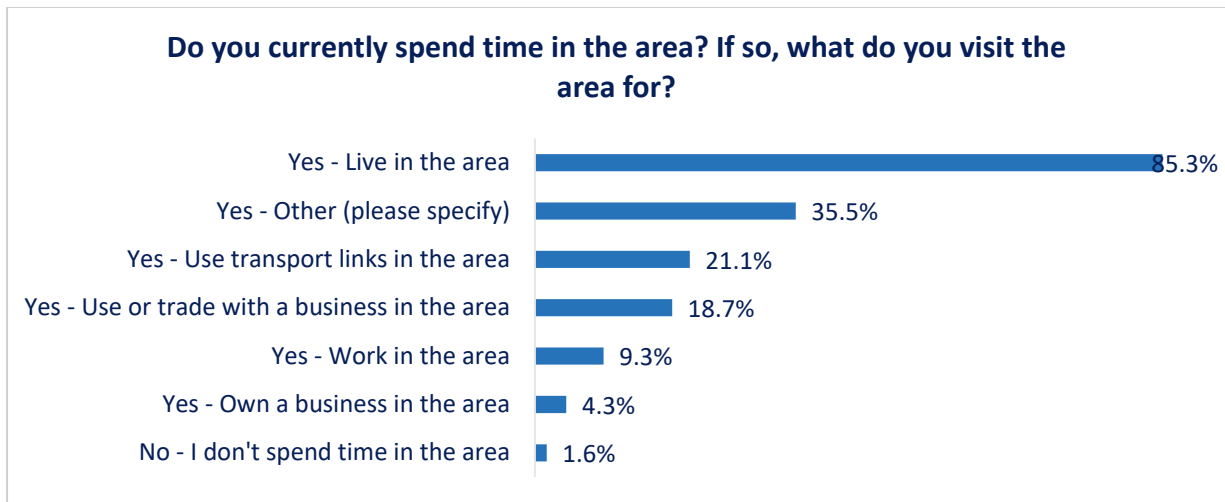 Do you currently spend time in the area? If so, what do you visit the
area for?
Yes - Live in the area 85.3%
Yes - Other (please specify) 35.5%
Yes - Use transport links in the area 21.1%
Yes - Use or trade with a business in the area 18.7%
Yes - Work in the area 9.3%
Yes - Own a business in the area 4.3%
No - I don't spend time in the area 1.6%